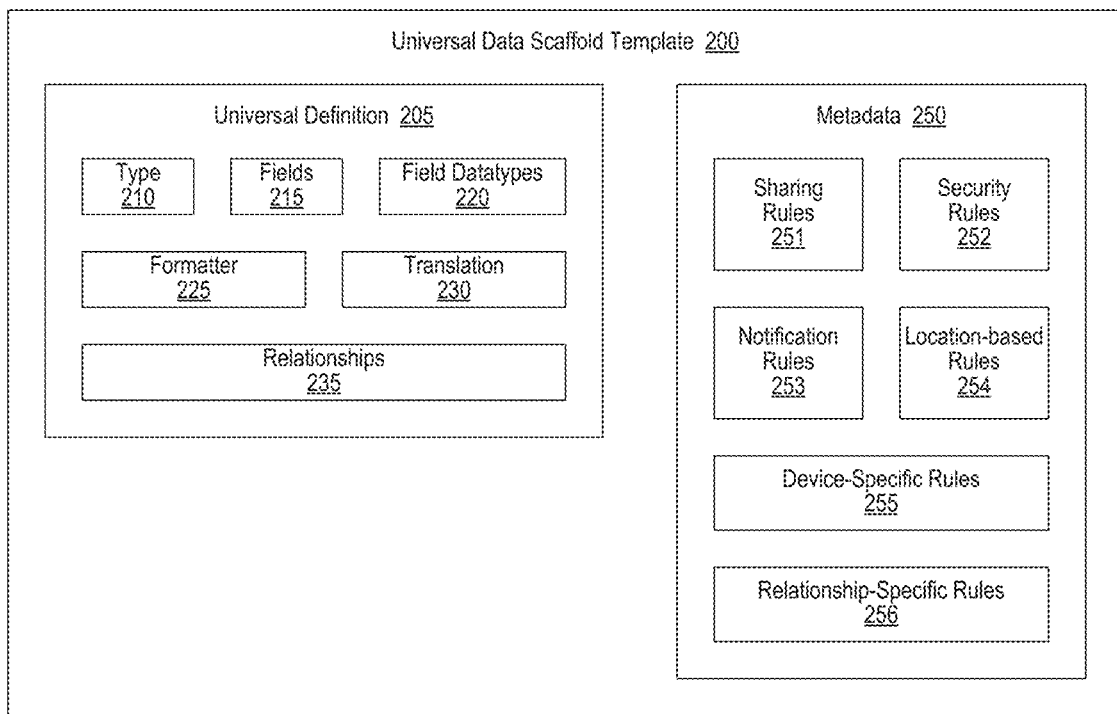 Universal Data Scaffold Template 200
Universal Definition 205
Type
210
Fields
215
Field Datatypes
220
Formatter
225
Translation
230
Relationships
235
Metadata 250
Sharing
Rules
251
Security
Rules
252
Notification
Rules
253
Location-based
Rules
254
Device-Specific Rules
255
Relationship-Specific Rules
256